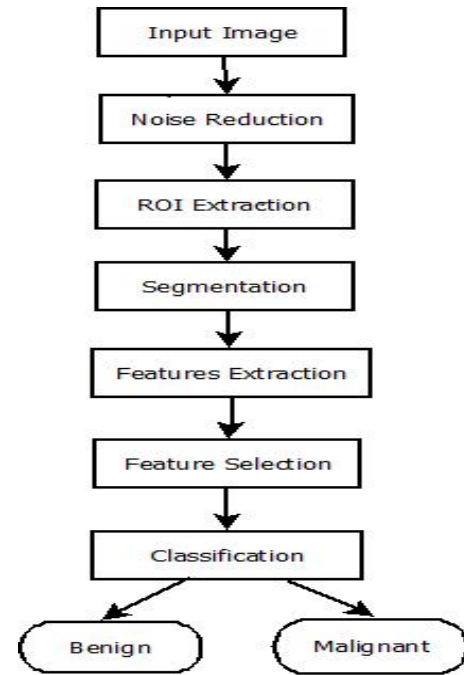 Input Image
Noise Reduction
ROI Extraction
Segmentation
Features Extraction
Feature Selection
Classification
Benign
Malignant